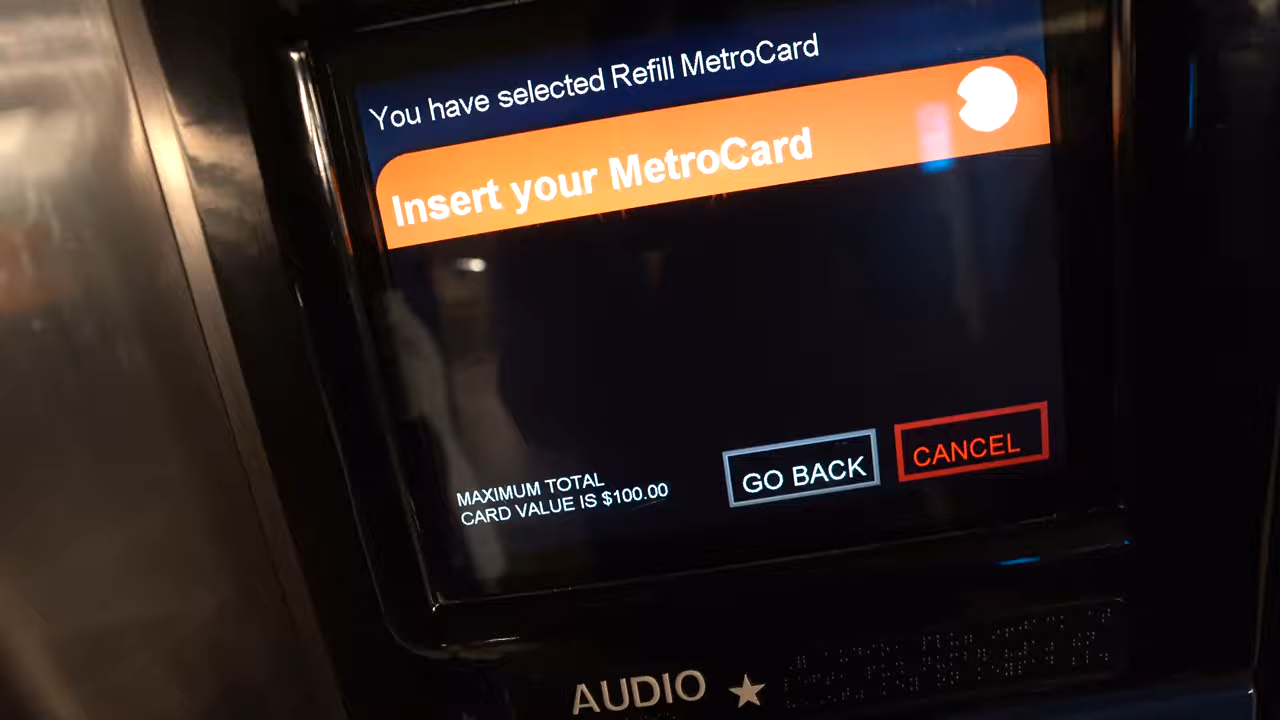 You have selected Refill MetroCard
Insert your MetroCard
MAXIMUM TOTAL
CARD VALUE IS $100.00
GO BACK
CANCEL
AUDIO ★